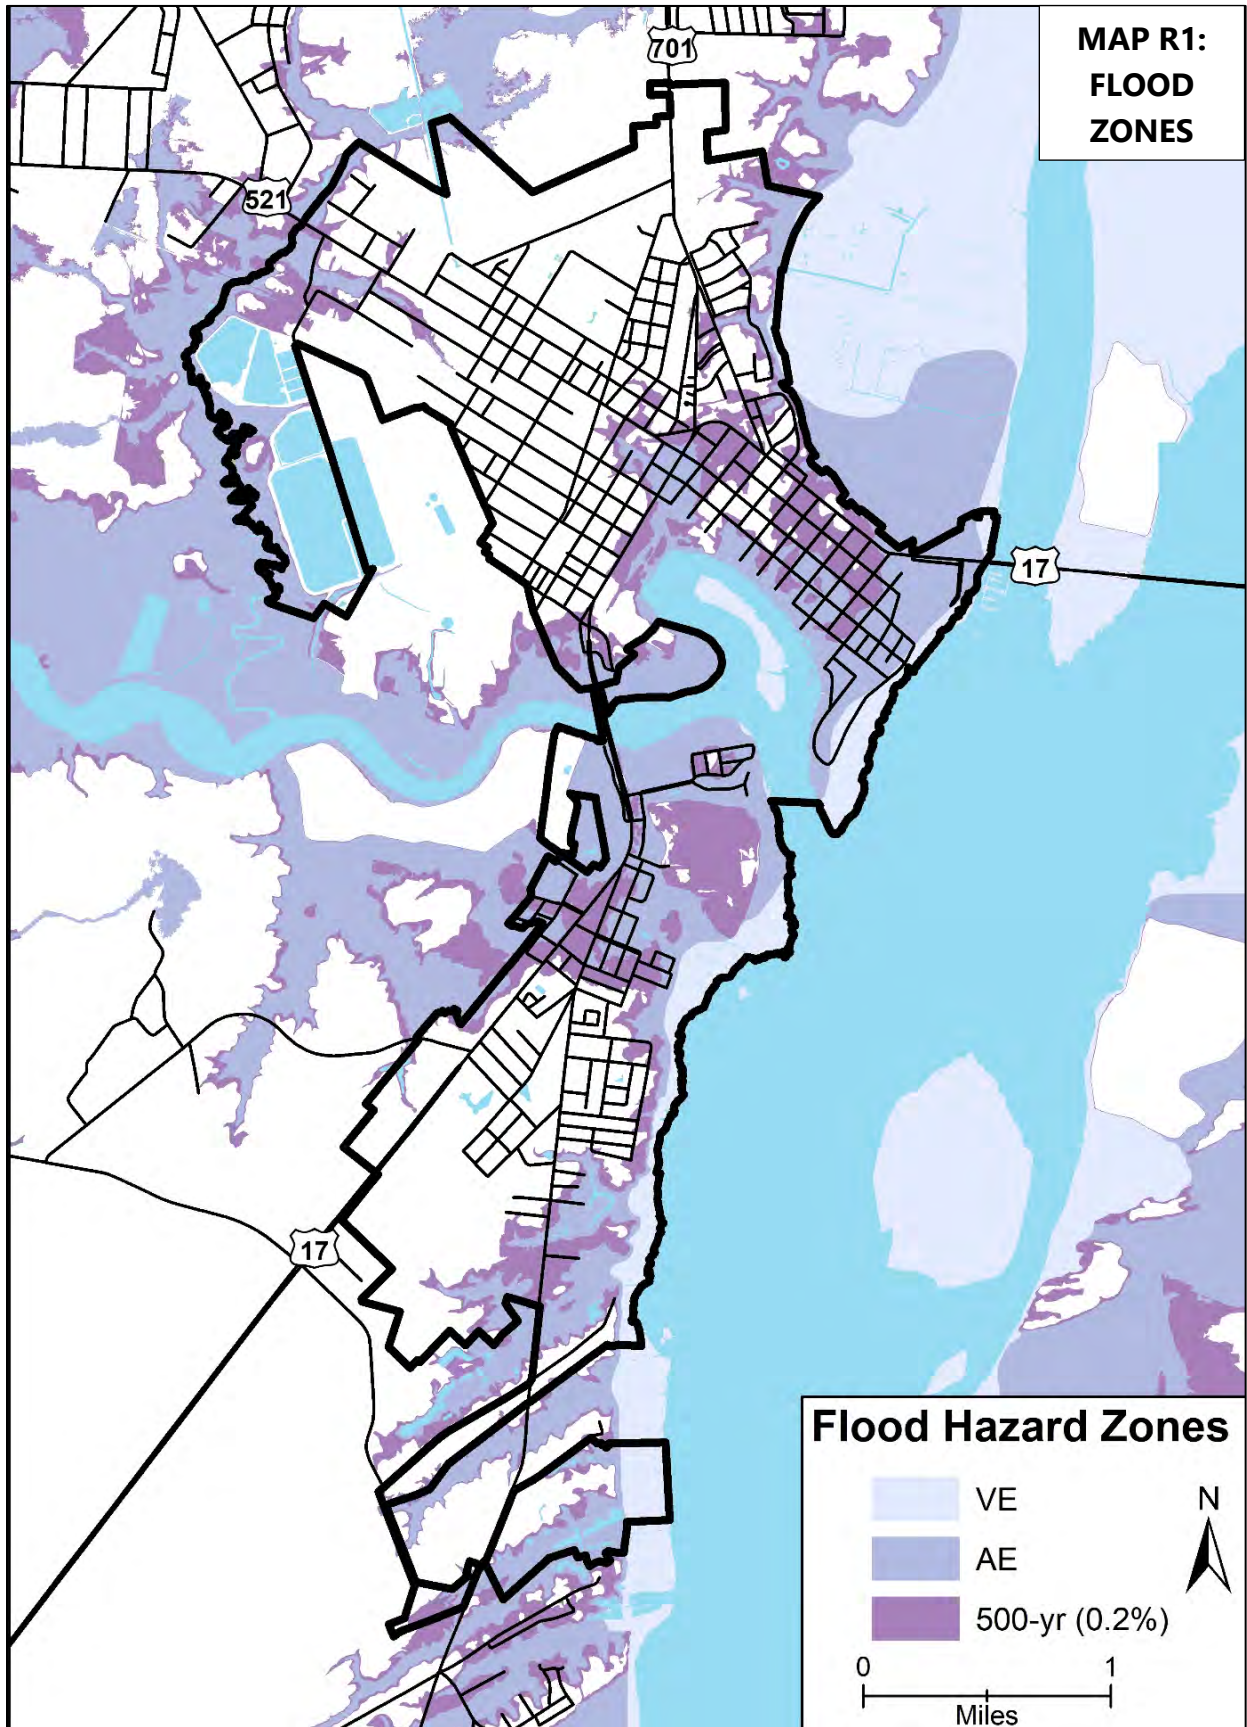 MAP R1:
FLOOD
ZONES
701
521
17
17
Flood Hazard Zones
VE
AE
500-yr (0.2%)
N
0 1
Miles